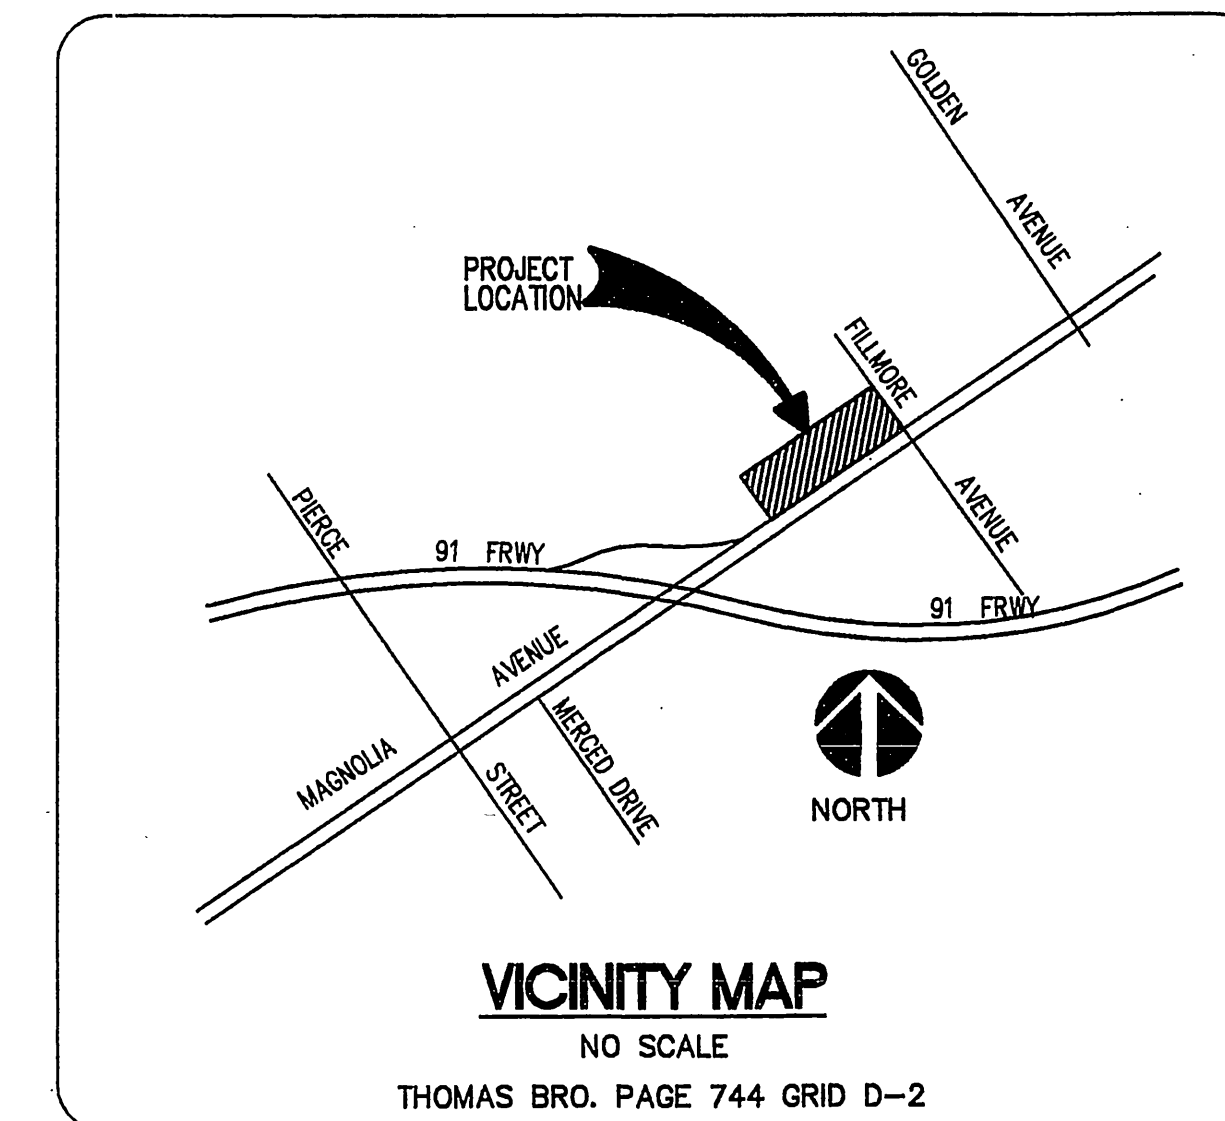 GOLDEN
AVENUE
PROJECT
LOCATION
FILLMORE
AVENUE
PIERCE
STREET
91 FRWY
91 FRWY
MAGNOLIA
AVENUE
MERCED DRIVE
NORTH
VICINITY MAP
NO SCALE
THOMAS BRO. PAGE 744 GRID D-2